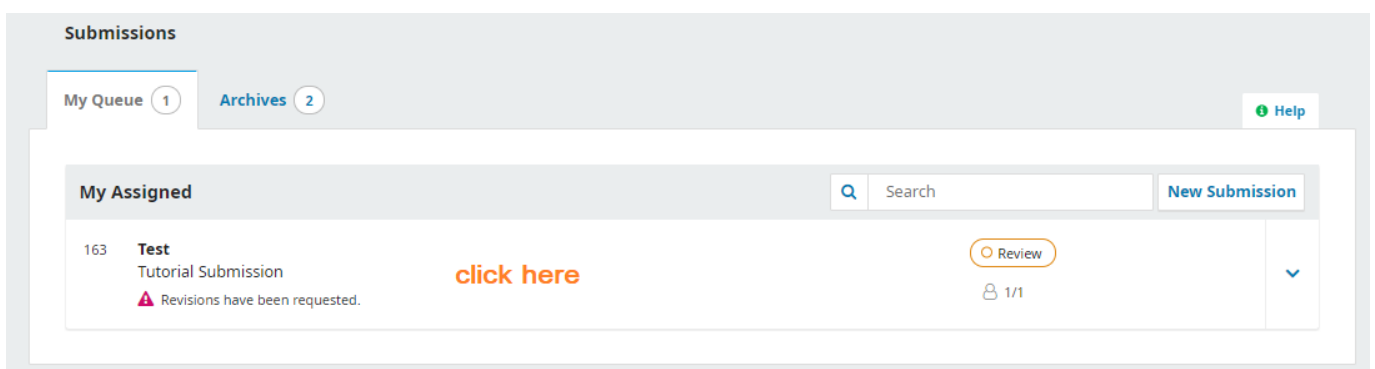 Submissions
My Queue 1 Archives 2
Help
My Assigned Search New Submission
163 Test Review
Tutorial Submission click here
Revisions have been requested. 1/1